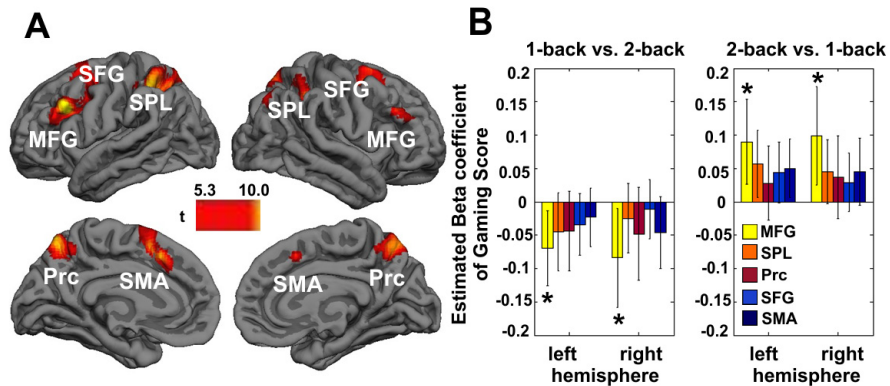 A
SFG
SPL
MFG
SFG
SPL
MFG
5.3 10.0
t
Prc
SMA
SMA
Prc
B
1-back vs. 2-back
2-back vs. 1-back
Estimated Beta coefficient
of Gaming Score
0.2
0.15
0.1
0.05
0
-0.05
-0.1
-0.15
-0.2
*
*
left right
hemisphere
0.2
0.15
0.1
0.05
0
-0.05
-0.1
-0.15
-0.2
*
*
MFG
SPL
Prc
SFG
SMA
left right
hemisphere